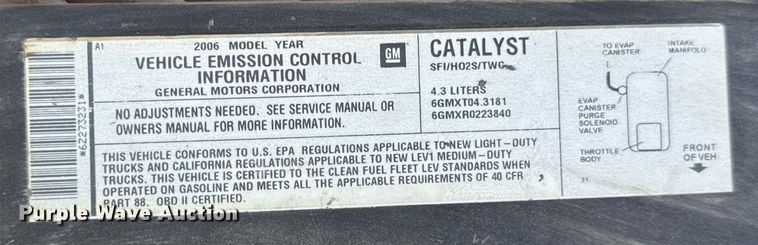 *62273231*
A1
2006 MODEL YEAR
VEHICLE EMISSION CONTROL
INFORMATION
GENERAL MOTORS CORPORATION
GM
NO ADJUSTMENTS NEEDED. SEE SERVICE MANUAL OR
OWNERS MANUAL FOR MORE INFORMATION.
CATALYST
SFI/HO2S/TWC
4.3 LITERS
6GMXT04.3181
6GMXR0223840
THIS VEHICLE CONFORMS TO U.S. EPA REGULATIONS APPLICABLE TO NEW LIGHT-DUTY
TRUCKS AND CALIFORNIA REGULATIONS APPLICABLE TO NEW LEV1 MEDIUM-DUTY
TRUCKS. THIS VEHICLE IS CERTIFIED TO THE CLEAN FUEL FLEET LEV STANDARDS WHEN
OPERATED ON GASOLINE AND MEETS ALL THE APPLICABLE REQUIREMENTS OF 40 CFR
PART 88. OBD II CERTIFIED.
TO EVAP
CANISTER
INTAKE
MANIFOLD
EVAP
CANISTER
PURGE
SOLENOID
VALVE
THROTTLE
BODY
FRONT
OF VEH
31
Purple Wave Auction